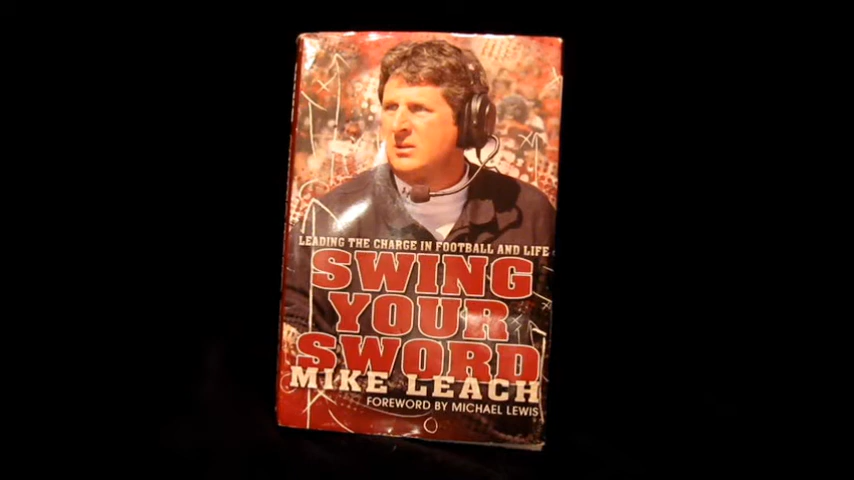 LEADING THE CHARGE IN FOOTBALL AND LIFE
SWING
YOUR
SWORD
MIKE LEACH
FOREWORD BY MICHAEL LEWIS